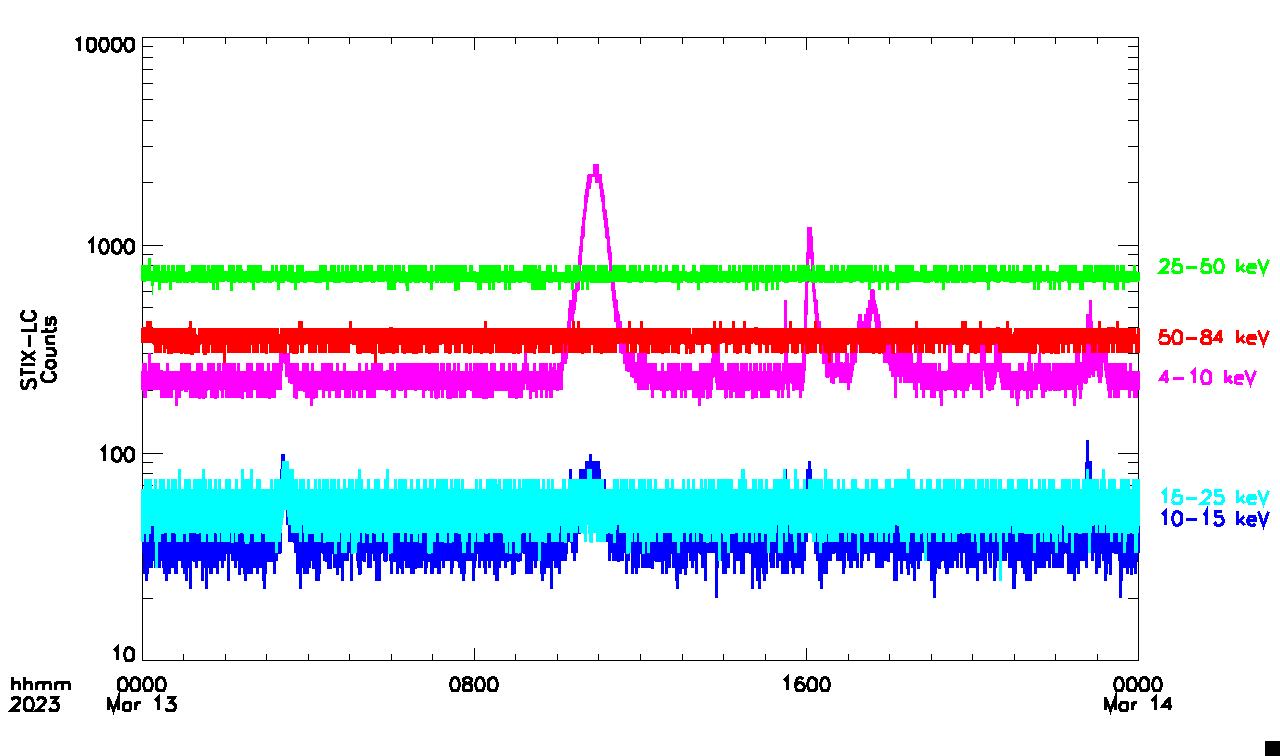 10000
1000
100
10
STIX-LC
Counts
25-50 keV
50-84 keV
4-10 keV
15-25 keV
10-15 keV
hhmm 0000 0800 1600 0000
2023 Mar 13 Mar 14